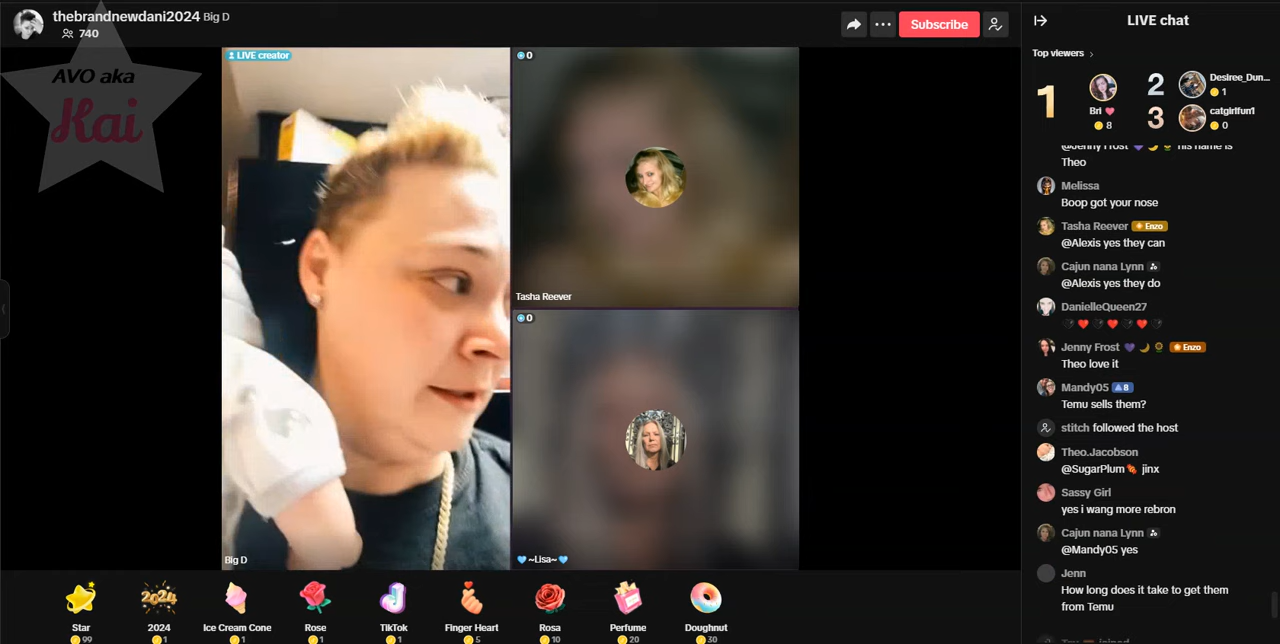 thebrandnewdani2024 Big D
740
Subscribe
AVO aka
Kai
LIVE creator
0
Tasha Reever
0
Big D
~Lisa~
Star
99
2024
2024
1
Ice Cream Cone
1
Rose
1
TikTok
1
Finger Heart
5
Rosa
10
Perfume
20
Doughnut
30
LIVE chat
Top viewers
1
Bri
8
2
Desiree_Dun...
1
3
catgirlfun1
0
@Jenny Frost his name is
Theo
Melissa
Boop got your nose
Tasha Reever Enzo
@Alexis yes they can
Cajun nana Lynn
@Alexis yes they do
DanielleQueen27
Jenny Frost Enzo
Theo love it
Mandy05 8
Temu sells them?
stitch followed the host
Theo.Jacobson
@SugarPlum jinx
Sassy Girl
yes i wang more rebron
Cajun nana Lynn
@Mandy05 yes
Jenn
How long does it take to get them
from Temu